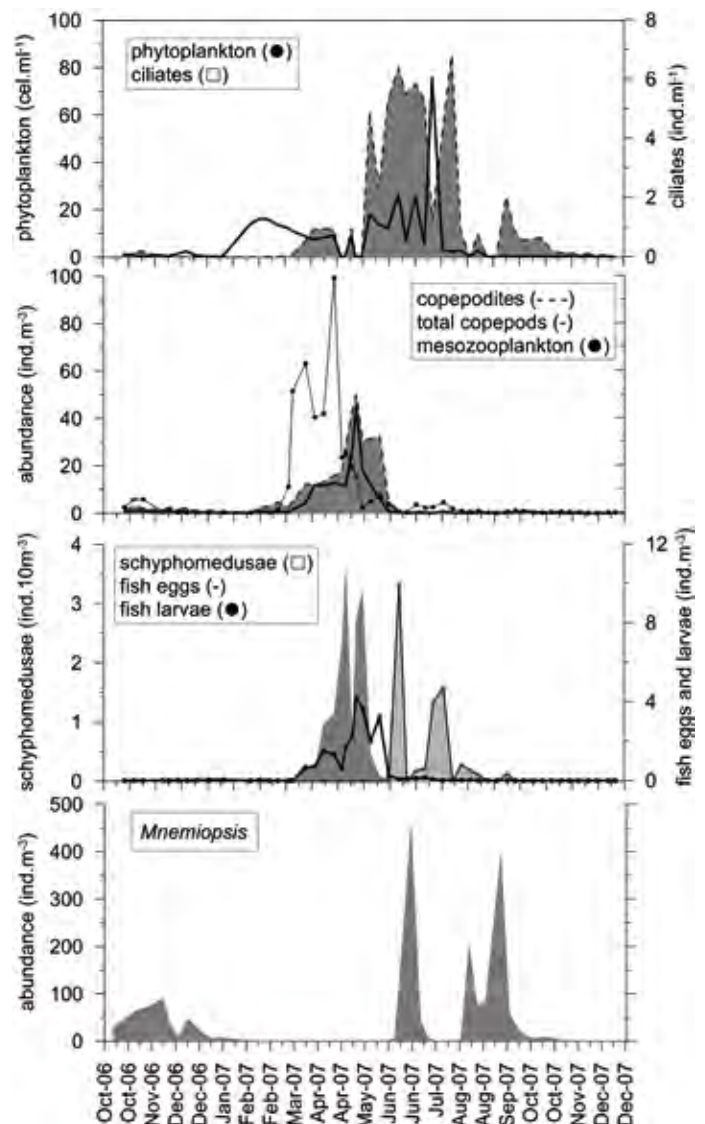 100
80
60
40
20
0
phytoplankton (cel.ml⁻¹)
phytoplankton (●)
ciliates (□)
8
6
4
2
0
ciliates (ind.ml⁻¹)
100
80
60
40
20
0
abundance (ind.m⁻³)
copepodites (- - -)
total copepods (-)
mesozooplankton (●)
4
3
2
1
0
schyphomedusae (ind.10m⁻³)
schyphomedusae (□)
fish eggs (-)
fish larvae (●)
12
8
4
0
fish eggs and larvae (ind.m⁻³)
500
400
300
200
100
0
abundance (ind.m⁻³)
Mnemiopsis
Oct-06
Oct-06
Nov-06
Dec-06
Dec-06
Jan-07
Feb-07
Feb-07
Mar-07
Apr-07
Apr-07
May-07
Jun-07
Jun-07
Jul-07
Aug-07
Aug-07
Sep-07
Oct-07
Oct-07
Nov-07
Dec-07
Dec-07